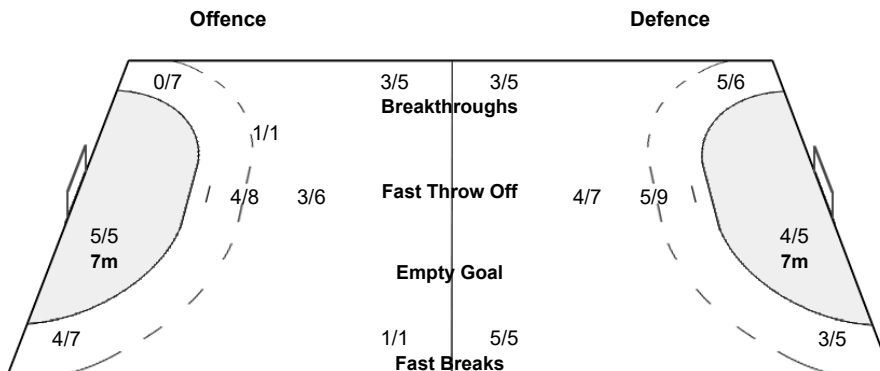 Offence Defence
0/7 3/5 3/5 5/6
Breakthroughs
1/1
4/8 3/6 Fast Throw Off 4/7 5/9
5/5 4/5
7m 7m
Empty Goal
4/7 1/1 5/5 3/5
Fast Breaks